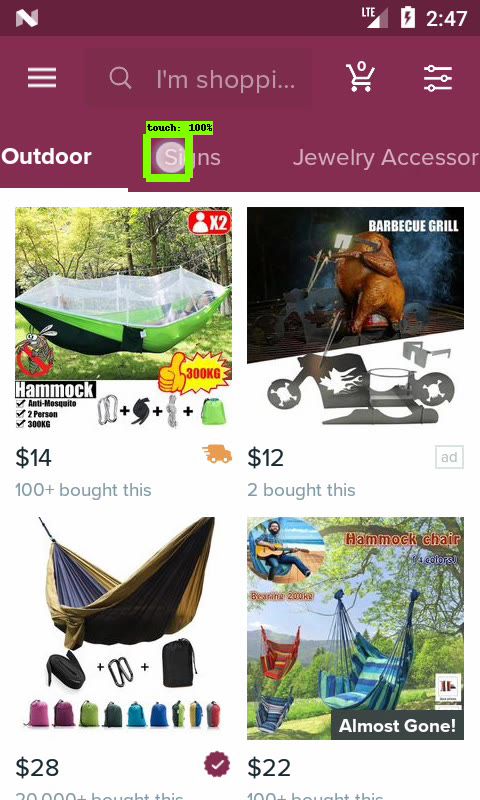 LTE
2:47
I'm shoppi...
0
touch: 100%
Outdoor
Signs
Jewelry Accessor
X2
BARBECUE GRILL
300KG
Hammock
Anti-Mosquito
2 Person
300KG
$14
100+ bought this
$12
ad
2 bought this
Hammock chair
(4 colors)
Bearing 200kg
Almost Gone!
$28
20,000+ bought this
$22
100+ bought this